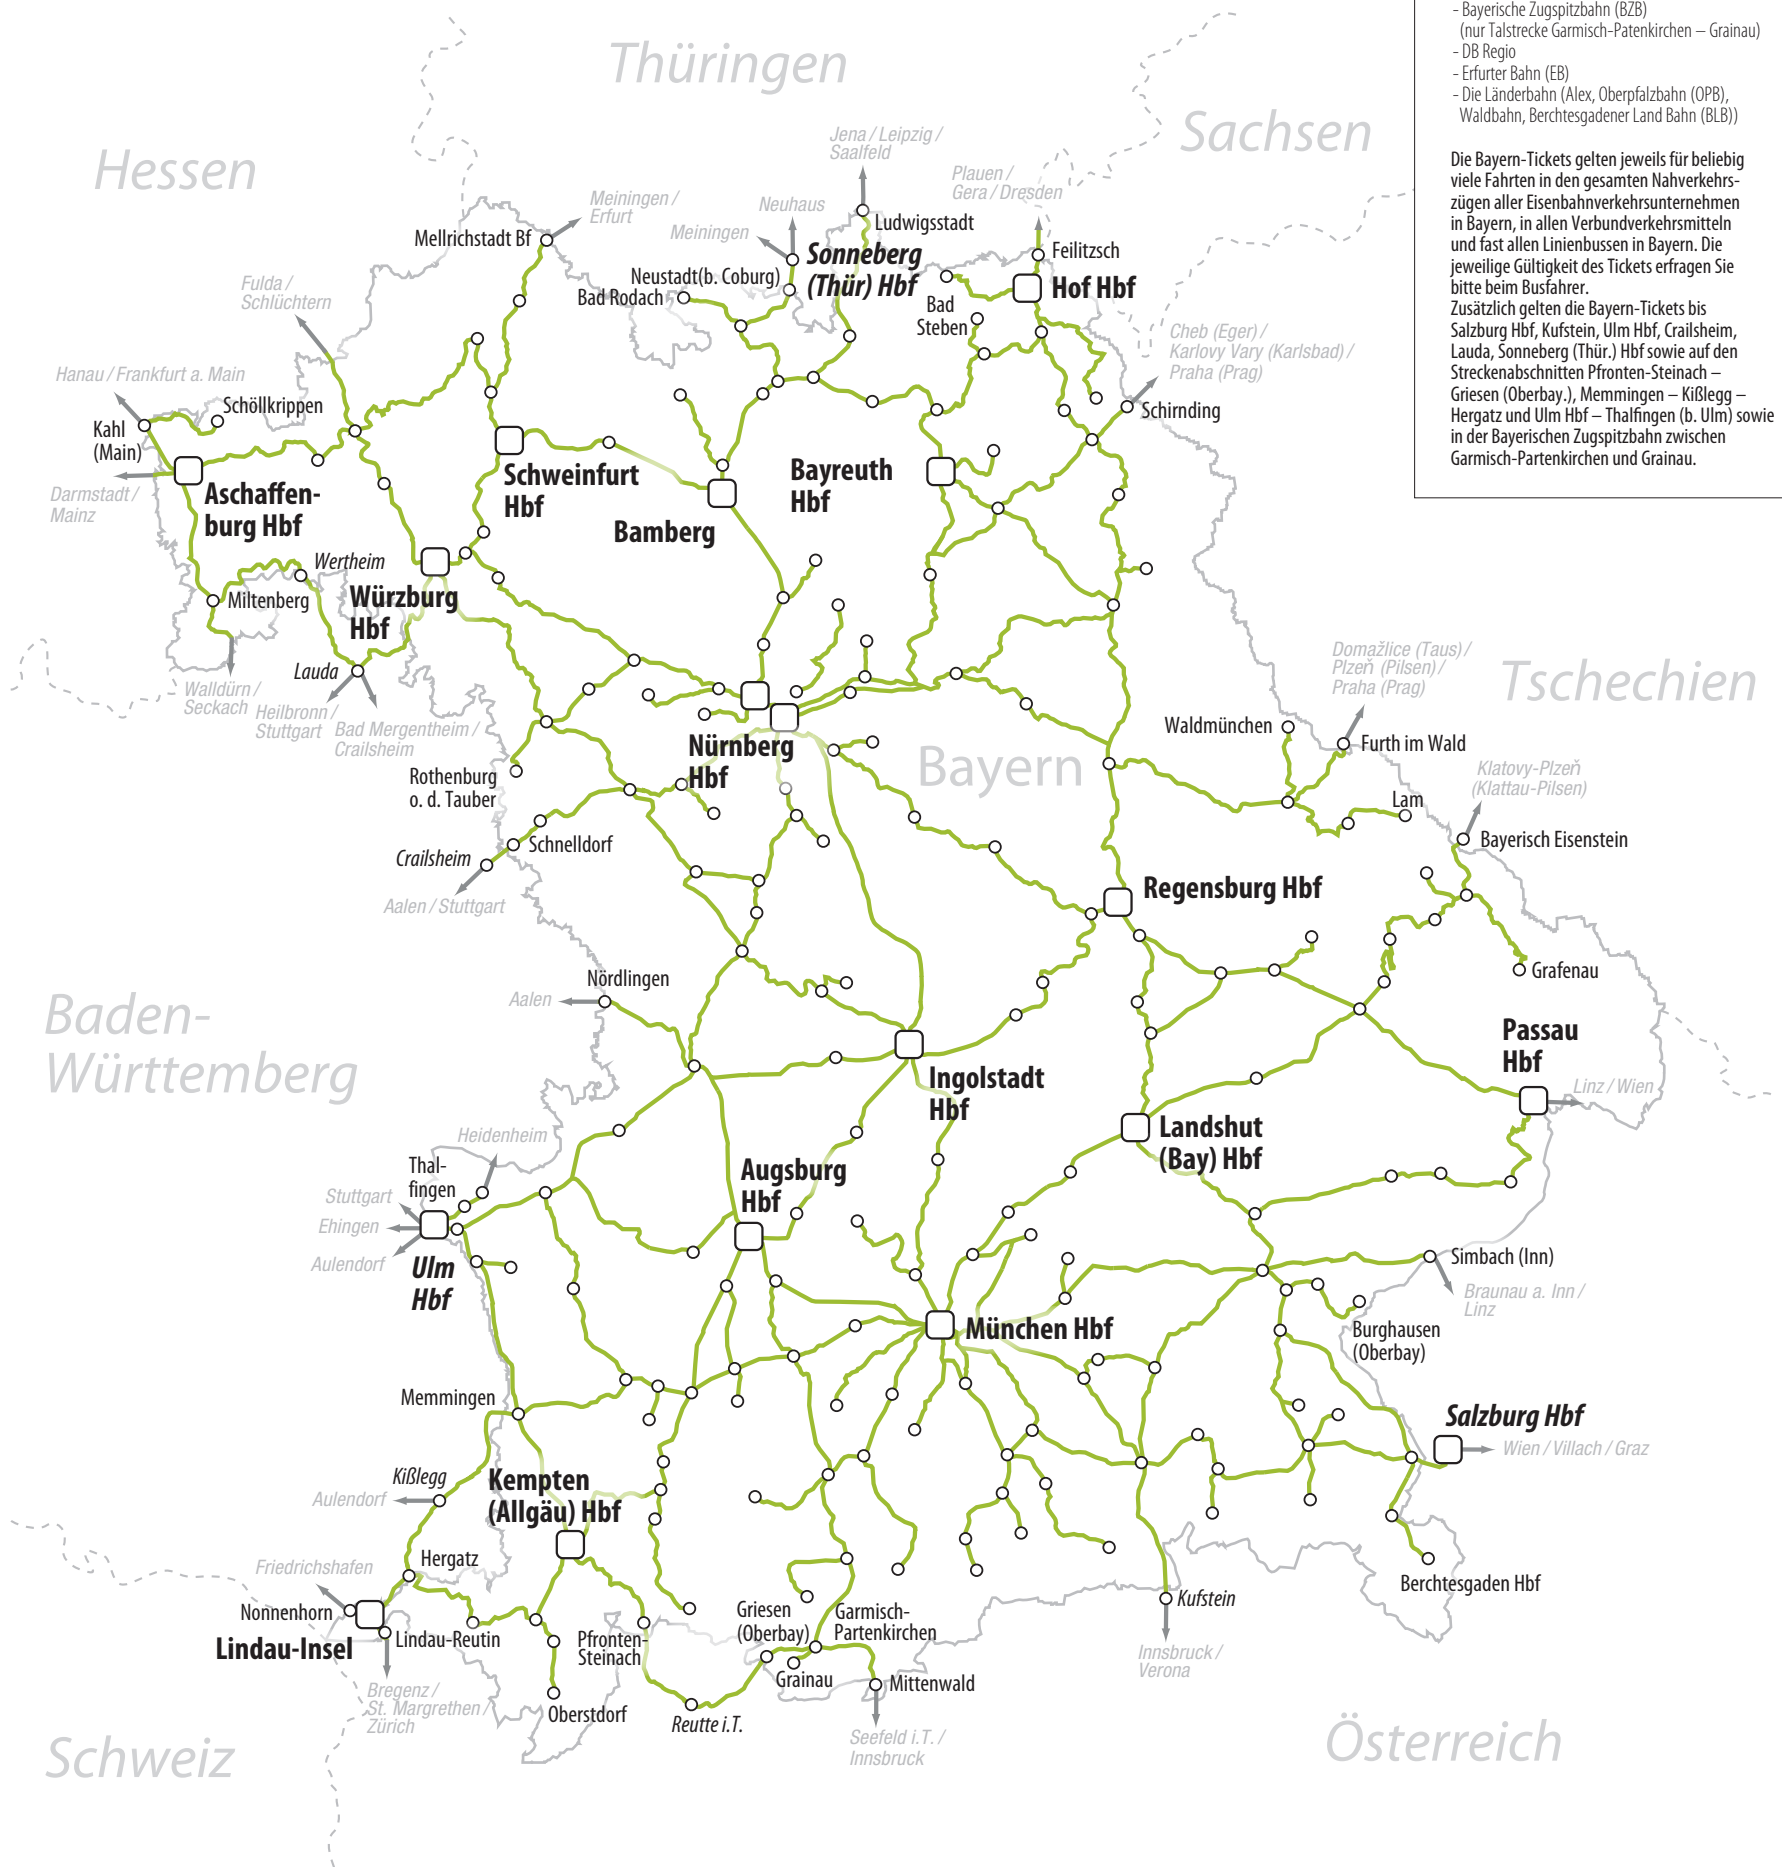 - Bayerische Zugspitzbahn (BZB)
(nur Talstrecke Garmisch-Patenkirchen – Grainau)
- DB Regio
- Erfurter Bahn (EB)
- Die Länderbahn (Alex, Oberpfalzbahn (OPB),
Waldbahn, Berchtesgadener Land Bahn (BLB))
Die Bayern-Tickets gelten jeweils für beliebig
viele Fahrten in den gesamten Nahverkehrs-
zügen aller Eisenbahnverkehrsunternehmen
in Bayern, in allen Verbundverkehrsmitteln
und fast allen Linienbussen in Bayern. Die
jeweilige Gültigkeit des Tickets erfragen Sie
bitte beim Busfahrer.
Zusätzlich gelten die Bayern-Tickets bis
Salzburg Hbf, Kufstein, Ulm Hbf, Crailsheim,
Lauda, Sonneberg (Thür.) Hbf sowie auf den
Streckenabschnitten Pfronten-Steinach –
Griesen (Oberbay.), Memmingen – Kißlegg –
Hergatz und Ulm Hbf – Thalfingen (b. Ulm) sowie
in der Bayerischen Zugspitzbahn zwischen
Garmisch-Partenkirchen und Grainau.
Thüringen
Sachsen
Hessen
Jena / Leipzig /
Saalfeld
Plauen /
Gera / Dresden
Meiningen /
Erfurt
Neuhaus
Meiningen
Ludwigsstadt
Mellrichstadt Bf
Sonneberg
(Thür) Hbf
Feilitzsch
Neustadt(b. Coburg)
Bad Rodach
Hof Hbf
Bad
Steben
Fulda /
Schlüchtern
Cheb (Eger) /
Karlovy Vary (Karlsbad) /
Praha (Prag)
Hanau / Frankfurt a. Main
Schöllkrippen
Schirnding
Kahl
(Main)
Schweinfurt
Hbf
Bayreuth
Hbf
Darmstadt /
Mainz
Aschaffen-
burg Hbf
Bamberg
Wertheim
Miltenberg
Würzburg
Hbf
Lauda
Walldürn /
Seckach
Heilbronn /
Stuttgart
Bad Mergentheim /
Crailsheim
Domažlice (Taus) /
Plzeň (Pilsen) /
Praha (Prag)
Tschechien
Waldmünchen
Furth im Wald
Nürnberg
Hbf
Bayern
Rothenburg
o. d. Tauber
Klatovy-Plzeň
(Klattau-Pilsen)
Lam
Schnelldorf
Bayerisch Eisenstein
Crailsheim
Aalen / Stuttgart
Regensburg Hbf
Nördlingen
Aalen
Grafenau
Baden-
Württemberg
Passau
Hbf
Ingolstadt
Hbf
Linz / Wien
Landshut
(Bay) Hbf
Heidenheim
Thal-
fingen
Augsburg
Hbf
Stuttgart
Ehingen
Aulendorf
Ulm
Hbf
Simbach (Inn)
Braunau a. Inn /
Linz
München Hbf
Burghausen
(Oberbay)
Memmingen
Salzburg Hbf
Wien / Villach / Graz
Kißlegg
Aulendorf
Kempten
(Allgäu) Hbf
Hergatz
Friedrichshafen
Berchtesgaden Hbf
Nonnenhorn
Lindau-Insel
Lindau-Reutin
Kufstein
Griesen
(Oberbay)
Garmisch-
Partenkirchen
Pfronten-
Steinach
Grainau
Mittenwald
Innsbruck /
Verona
Bregenz /
St. Margrethen /
Zürich
Oberstdorf
Reutte i.T.
Seefeld i.T. /
Innsbruck
Schweiz
Österreich